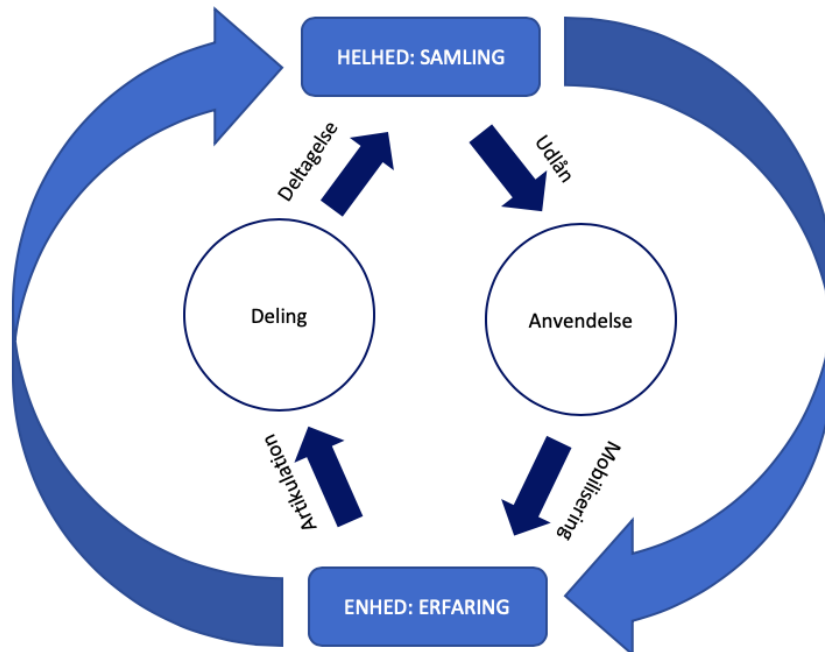 HELHED: SAMLING
Deltagelse
Udlån
Deling
Anvendelse
Artikulation
Mobilisering
ENHED: ERFARING